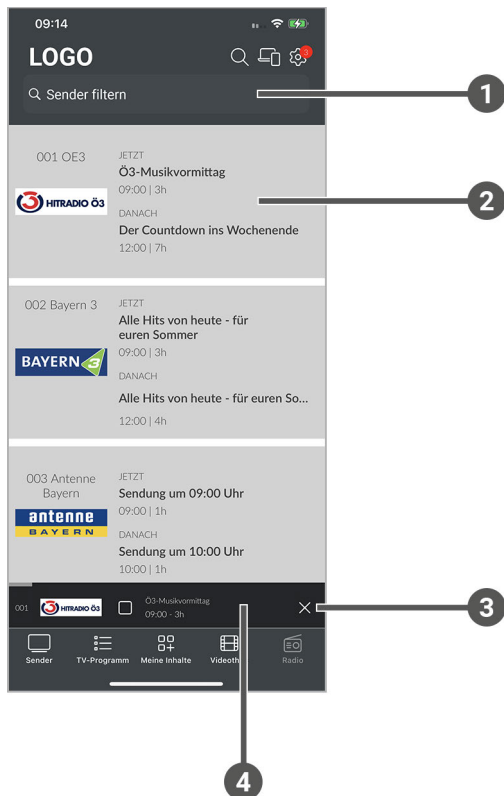 09:14
LOGO
3
Sender filtern
1
001 OE3
HITRADIO Ö3
JETZT
Ö3-Musikvormittag
09:00 | 3h
DANACH
Der Countdown ins Wochenende
12:00 | 7h
2
002 Bayern 3
BAYERN 3
JETZT
Alle Hits von heute - für
euren Sommer
09:00 | 3h
DANACH
Alle Hits von heute - für euren So...
12:00 | 4h
003 Antenne
Bayern
antenne
BAYERN
JETZT
Sendung um 09:00 Uhr
09:00 | 1h
DANACH
Sendung um 10:00 Uhr
10:00 | 1h
001
HITRADIO Ö3
Ö3-Musikvormittag
09:00 - 3h
3
Sender
TV-Programm
Meine Inhalte
Videoth
Radio
4